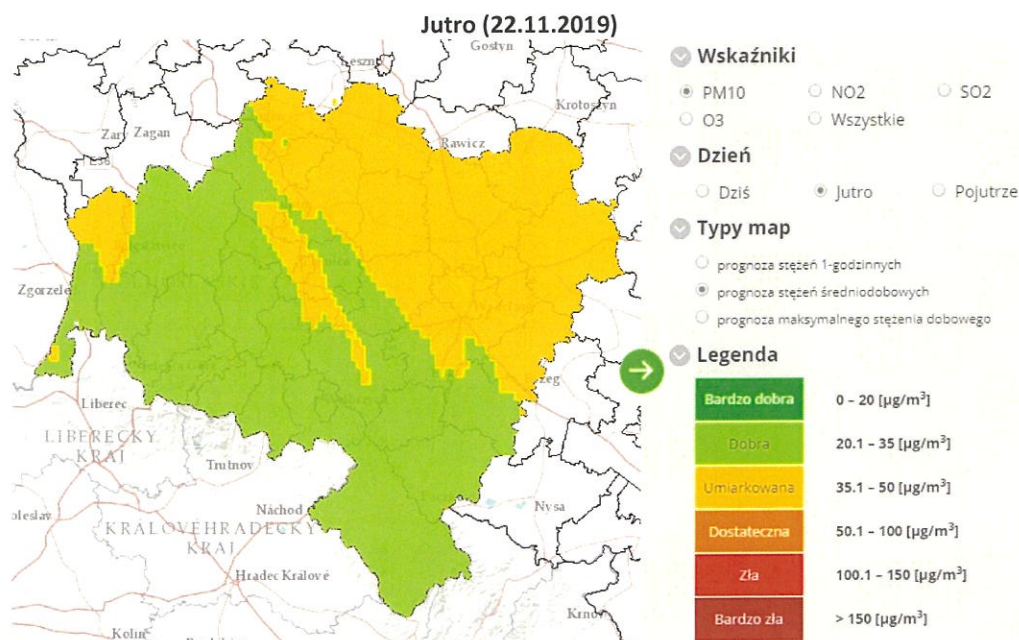 Jutro (22.11.2019)
Gostyn
Leszno
Krotoszyn
Zary Zagan
Rawicz
E36
Zgorzelec
Liberec
LIBERECKÝ
KRAJ
Trutnov
Náchod
Nysa
KRÁLOVÉHRADECKÝ
KRAJ
Hradec Králové
Kolín
Wskaźniki
PM10
NO2
SO2
O3
Wszystkie
Dzień
Dziś
Jutro
Pojutrze
Typy map
prognoza stężeń 1-godzinnych
prognoza stężeń średniodobowych
prognoza maksymalnego stężenia dobowego
Legenda
Bardzo dobra 0 – 20 [µg/m³]
Dobra 20.1 – 35 [µg/m³]
Umiarkowana 35.1 – 50 [µg/m³]
Dostateczna 50.1 – 100 [µg/m³]
Zła 100.1 – 150 [µg/m³]
Bardzo zła > 150 [µg/m³]